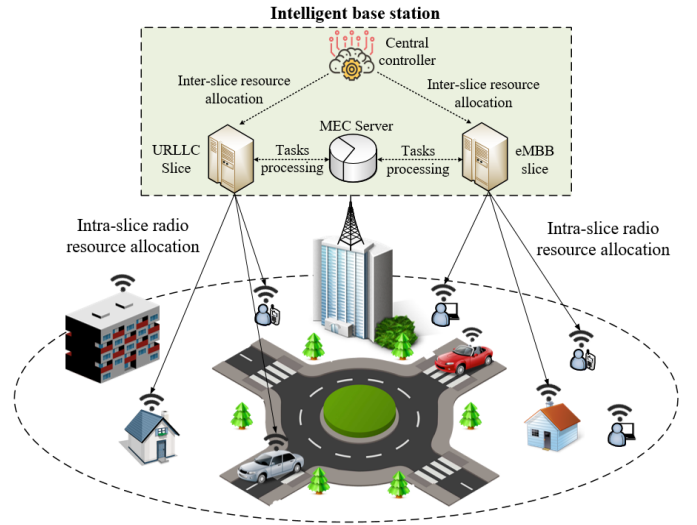 Intelligent base station
Central
controller
Inter-slice resource
allocation
Inter-slice resource
allocation
MEC Server
URLLC
Slice
Tasks
processing
Tasks
processing
eMBB
slice
Intra-slice radio
resource allocation
Intra-slice radio
resource allocation